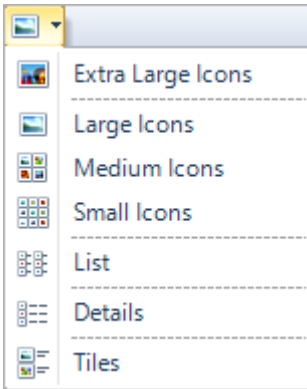 Extra Large Icons
Large Icons
Medium Icons
Small Icons
List
Details
Tiles